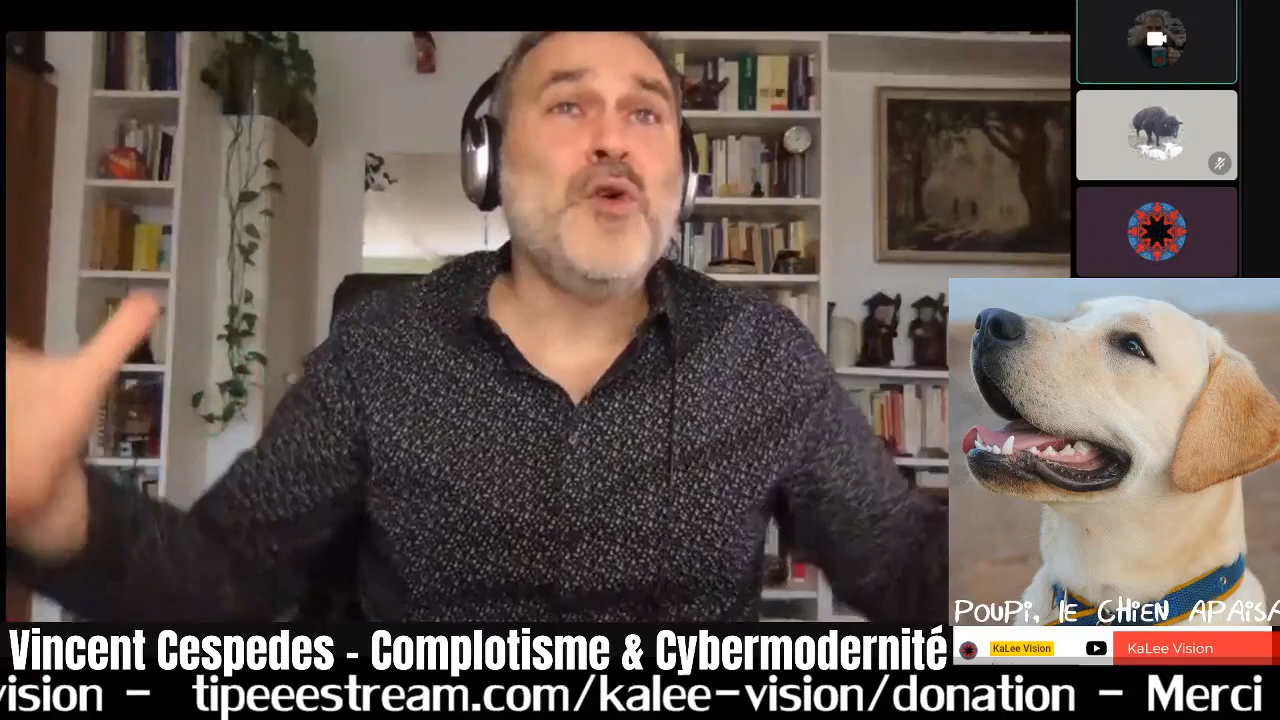 PoUPi, lE CHiEN APAiSA
KaLee Vision
KaLee Vision
Vincent Cespedes - Complotisme & Cybermodernité
vision - tipeeestream.com/kalee-vision/donation - Merci